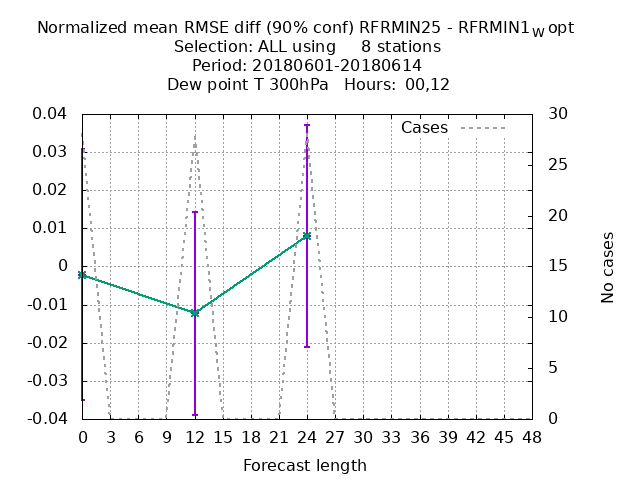 Normalized mean RMSE diff (90% conf) RFRMIN25 - RFRMIN1wopt
Selection: ALL using 8 stations
Period: 20180601-20180614
Dew point T 300hPa Hours: 00,12
Cases
0.04
0.03
0.02
0.01
0
-0.01
-0.02
-0.03
-0.04
30
25
20
15
10
5
0
No cases
0 3 6 9 12 15 18 21 24 27 30 33 36 39 42 45 48
Forecast length